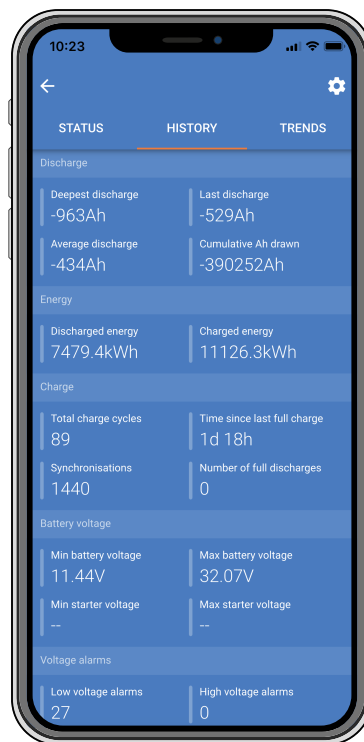 10:23
STATUS HISTORY TRENDS
Discharge
Deepest discharge Last discharge
-963Ah -529Ah
Average discharge Cumulative Ah drawn
-434Ah -390252Ah
Energy
Discharged energy Charged energy
7479.4kWh 11126.3kWh
Charge
Total charge cycles Time since last full charge
89 1d 18h
Synchronisations Number of full discharges
1440 0
Battery voltage
Min battery voltage Max battery voltage
11.44V 32.07V
Min starter voltage Max starter voltage
-- --
Voltage alarms
Low voltage alarms High voltage alarms
27 0